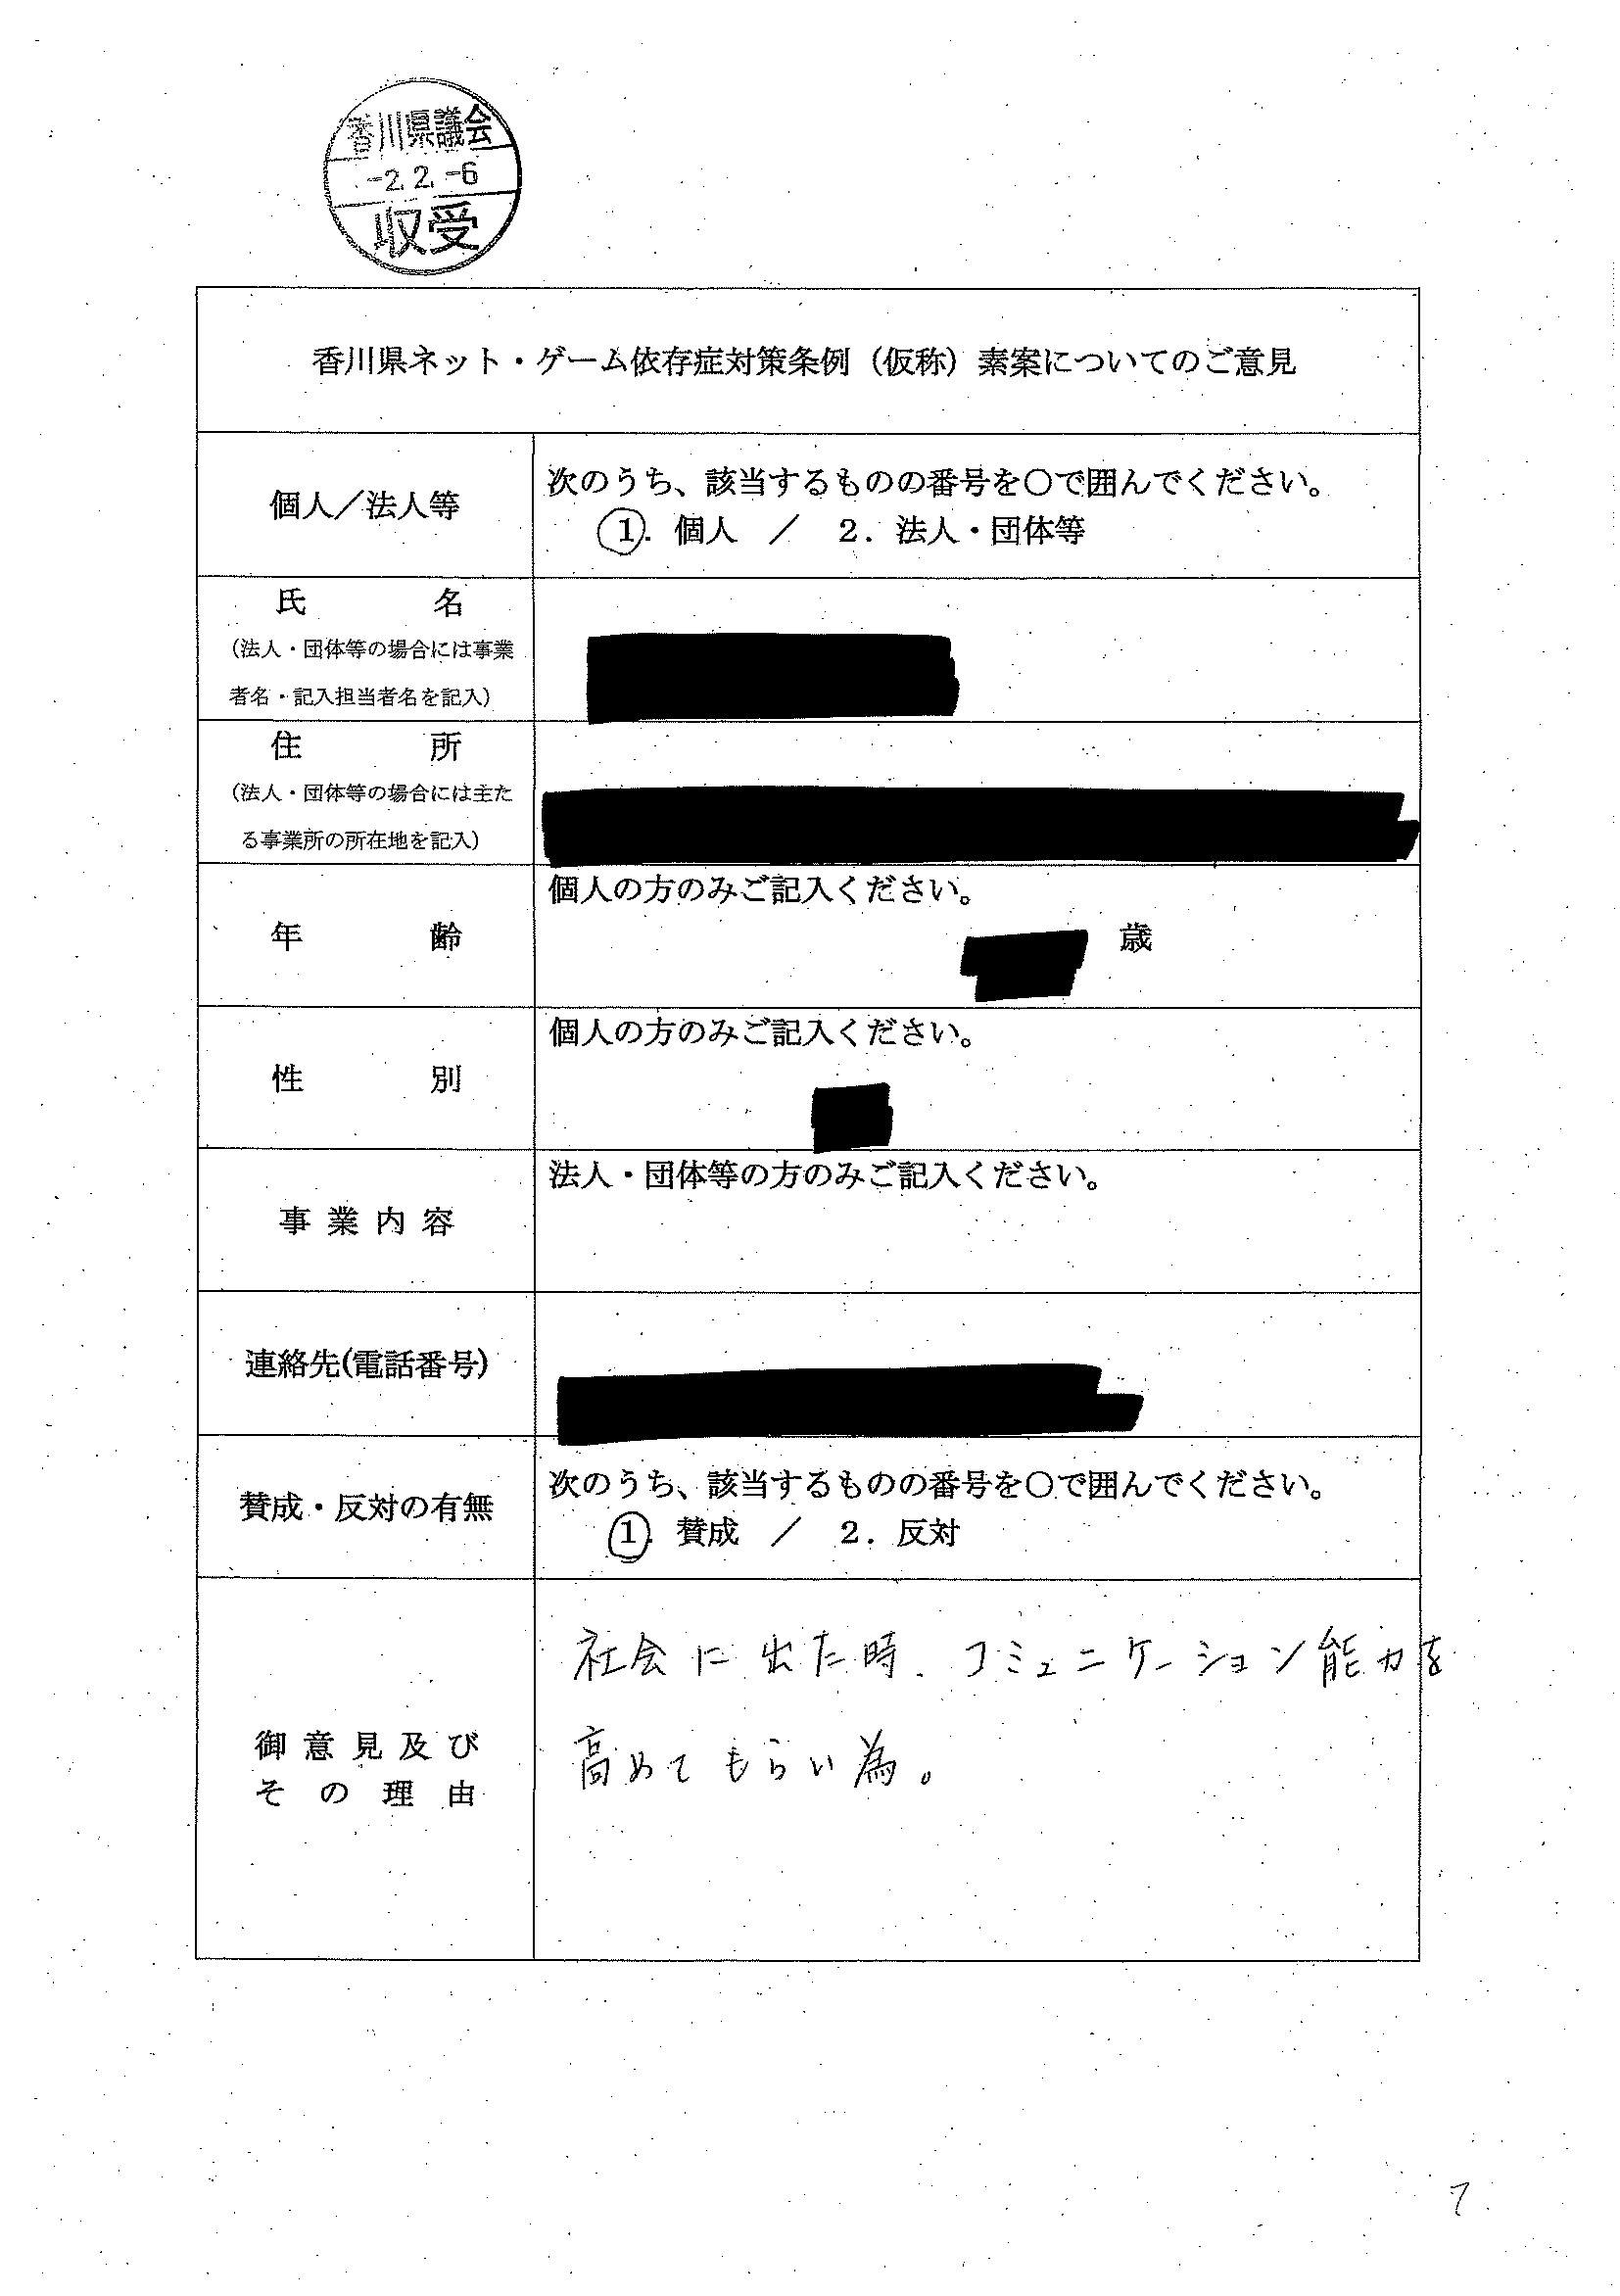 香川県議会
-2.2.-6
収受
香川県ネット・ゲーム依存症対策条例（仮称）素案についてのご意見
個人／法人等
次のうち、該当するものの番号を○で囲んでください。
1. 個人 ／ 2. 法人・団体等
氏 名
（法人・団体等の場合には事業
者名・記入担当者名を記入）
住 所
（法人・団体等の場合には主た
る事業所の所在地を記入）
年 齢
個人の方のみご記入ください。
歳
性 別
個人の方のみご記入ください。
事業内容
法人・団体等の方のみご記入ください。
連絡先(電話番号)
賛成・反対の有無
次のうち、該当するものの番号を○で囲んでください。
1. 賛成 ／ 2. 反対
御意見及び
その理由
社会に出た時、コミュニケーション能力を
高めてもらい為。
7